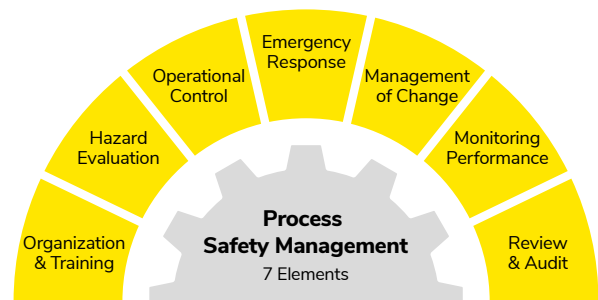 Organization
& Training
Hazard
Evaluation
Operational
Control
Emergency
Response
Management
of Change
Monitoring
Performance
Review
& Audit
Process
Safety Management
7 Elements